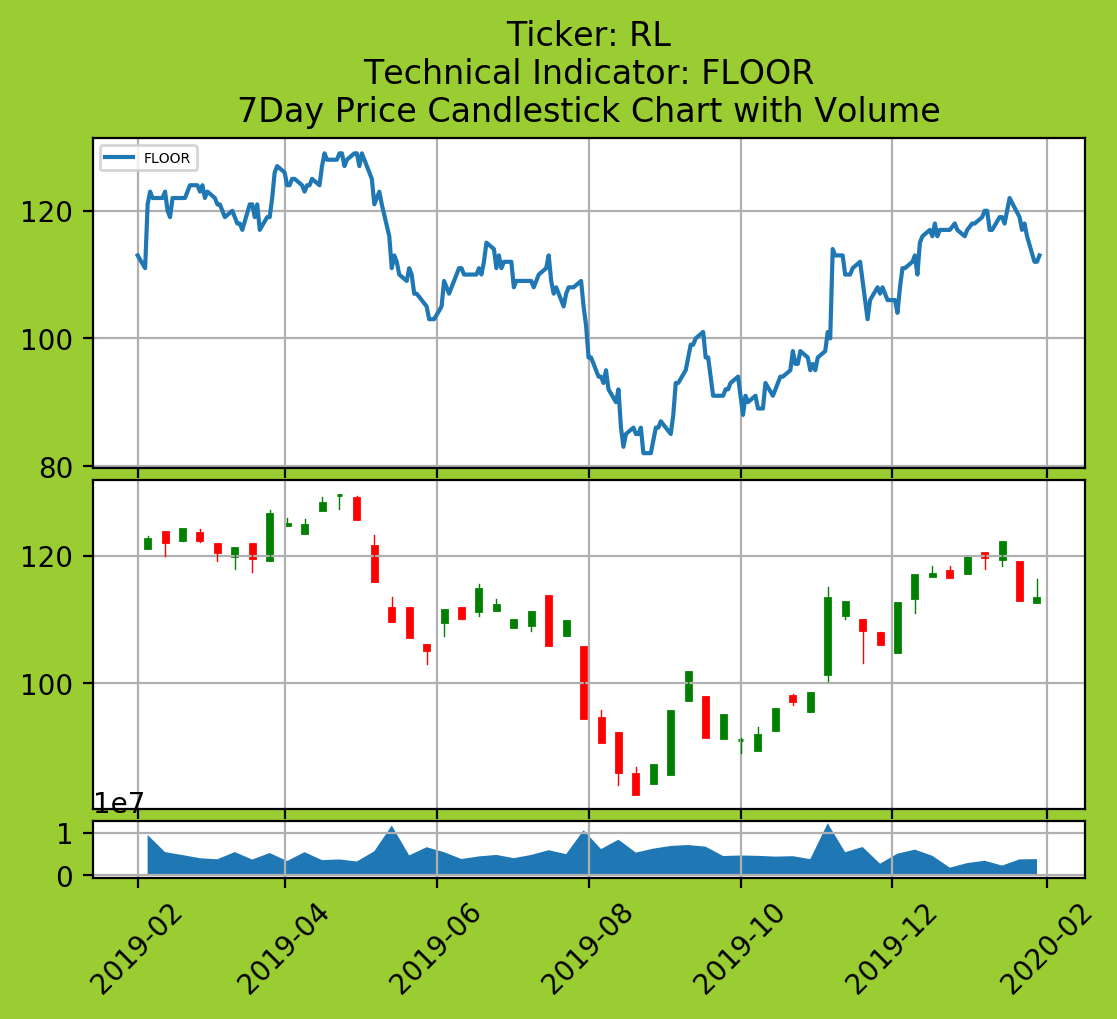 Ticker: RL
Technical Indicator: FLOOR
7Day Price Candlestick Chart with Volume
FLOOR
120
100
80
120
100
1e7
1
0
2019-02
2019-04
2019-06
2019-08
2019-10
2019-12
2020-02